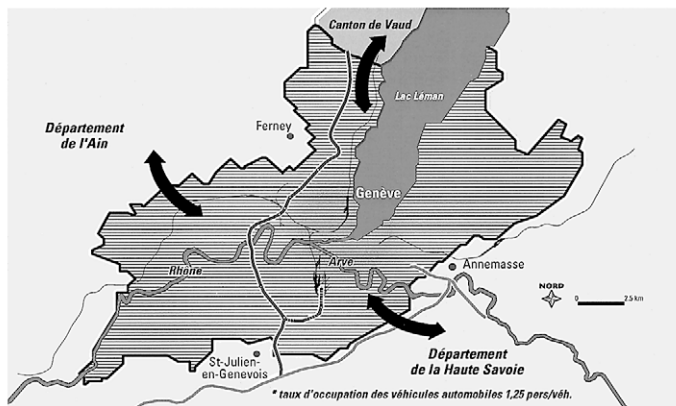 Canton de Vaud
Lac Léman
Ferney
Département
de l'Ain
Genève
Rhône
Arve
Annemasse
NORD
0 2.5 km
Département
de la Haute Savoie
St-Julien-
en-Genevois
* taux d'occupation des véhicules automobiles 1,25 pers/véh.